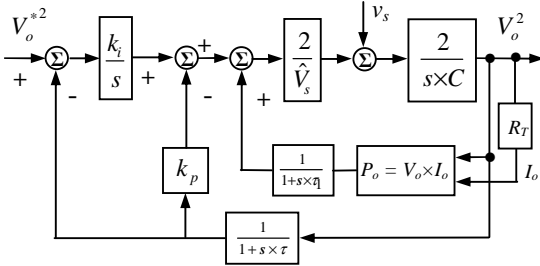 V_o^{*2}
v_s
V_o^2
+ Σ k_i/s + Σ + Σ 2/V̂_s Σ 2/(s×C)
- - +
R_T
k_p
1/(1+s×τ_1)
P_o = V_o×I_o
I_o
1/(1+s×τ)